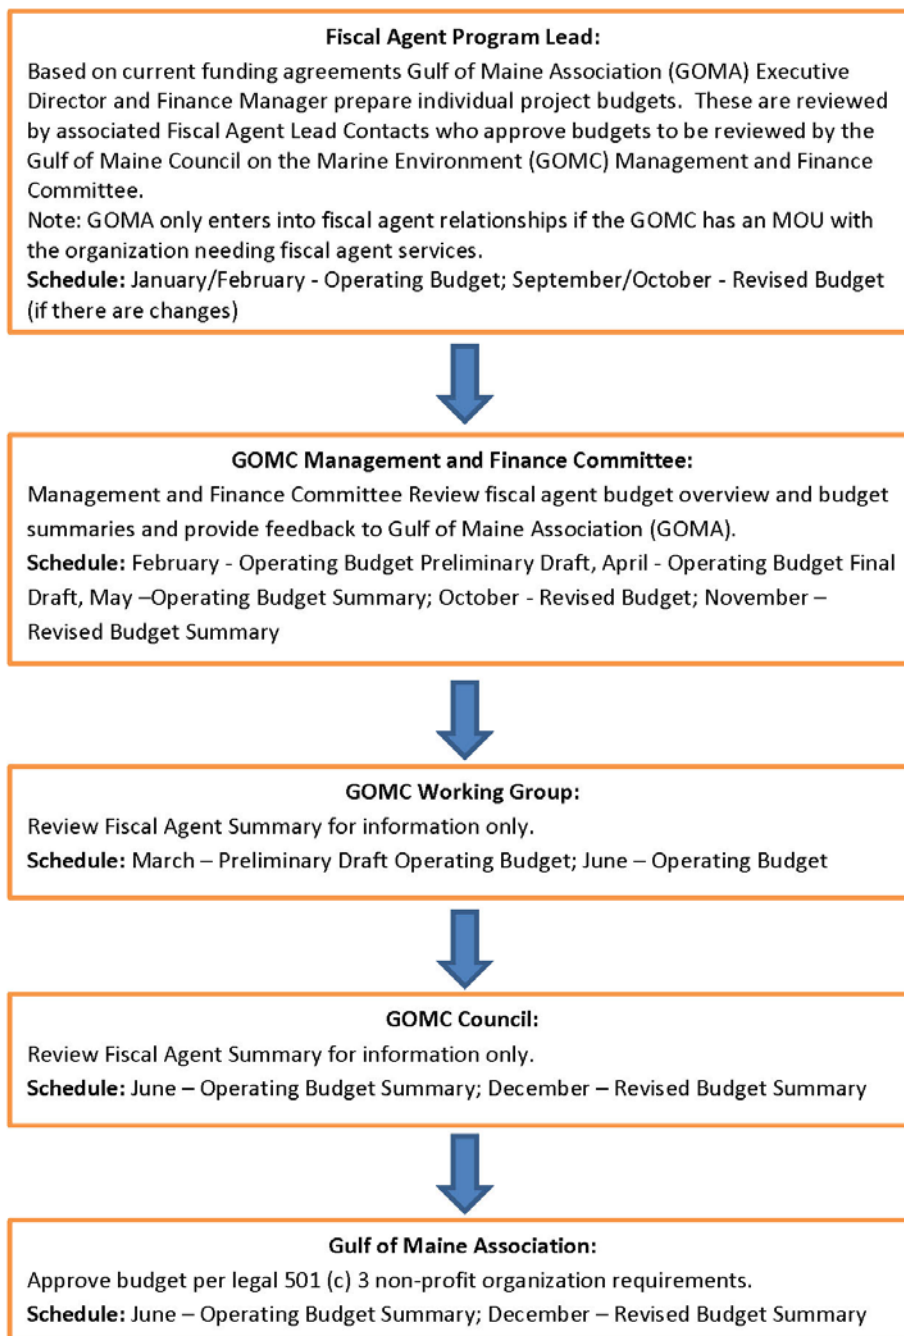 Fiscal Agent Program Lead:
Based on current funding agreements Gulf of Maine Association (GOMA) Executive
Director and Finance Manager prepare individual project budgets.  These are reviewed
by associated Fiscal Agent Lead Contacts who approve budgets to be reviewed by the
Gulf of Maine Council on the Marine Environment (GOMC) Management and Finance
Committee.
Note: GOMA only enters into fiscal agent relationships if the GOMC has an MOU with
the organization needing fiscal agent services.
Schedule: January/February - Operating Budget; September/October - Revised Budget
(if there are changes)
GOMC Management and Finance Committee:
Management and Finance Committee Review fiscal agent budget overview and budget
summaries and provide feedback to Gulf of Maine Association (GOMA).
Schedule: February - Operating Budget Preliminary Draft, April - Operating Budget Final
Draft, May –Operating Budget Summary; October - Revised Budget; November –
Revised Budget Summary
GOMC Working Group:
Review Fiscal Agent Summary for information only.
Schedule: March – Preliminary Draft Operating Budget; June – Operating Budget
GOMC Council:
Review Fiscal Agent Summary for information only.
Schedule: June – Operating Budget Summary; December – Revised Budget Summary
Gulf of Maine Association:
Approve budget per legal 501 (c) 3 non-profit organization requirements.
Schedule: June – Operating Budget Summary; December – Revised Budget Summary